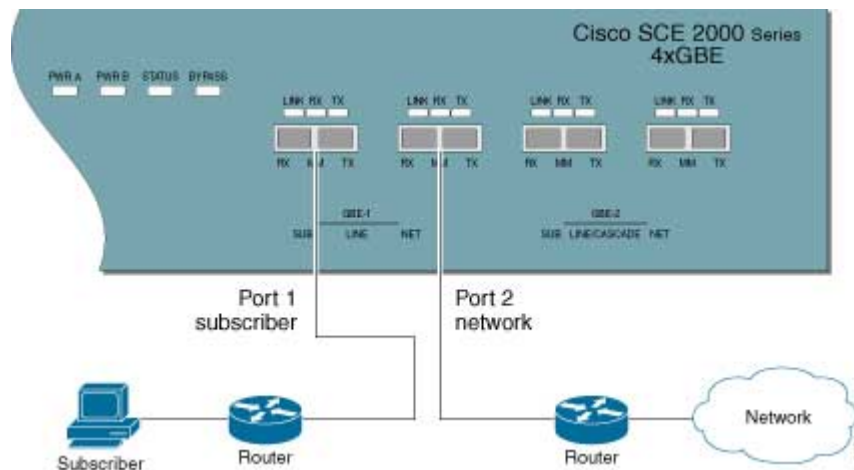 Cisco SCE 2000 Series
4xGBE
PWR A PWR B STATUS BYPASS
LINK RX TX LINK RX TX LINK RX TX LINK RX TX
RX MM TX RX MM TX RX MM TX RX MM TX
GBE-1 GBE-2
SUB LINE NET SUB LINE/CASCADE NET
Port 1
subscriber
Port 2
network
Network
Subscriber
Router
Router